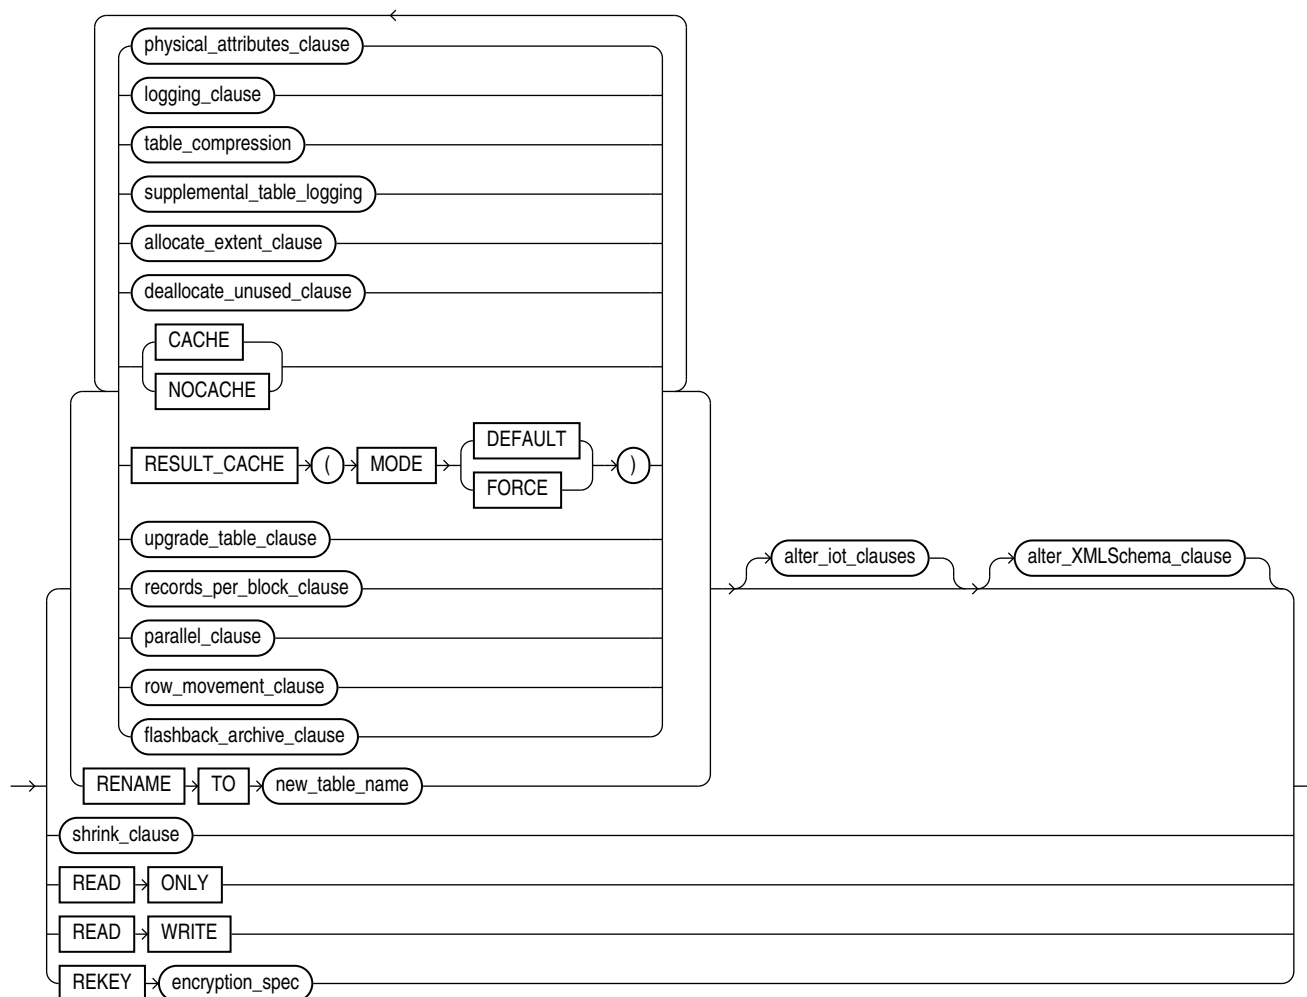 physical_attributes_clause
logging_clause
table_compression
supplemental_table_logging
allocate_extent_clause
deallocate_unused_clause
CACHE
NOCACHE
RESULT_CACHE ( MODE DEFAULT )
FORCE
upgrade_table_clause
alter_iot_clauses alter_XMLSchema_clause
records_per_block_clause
parallel_clause
row_movement_clause
flashback_archive_clause
RENAME TO new_table_name
shrink_clause
READ ONLY
READ WRITE
REKEY encryption_spec